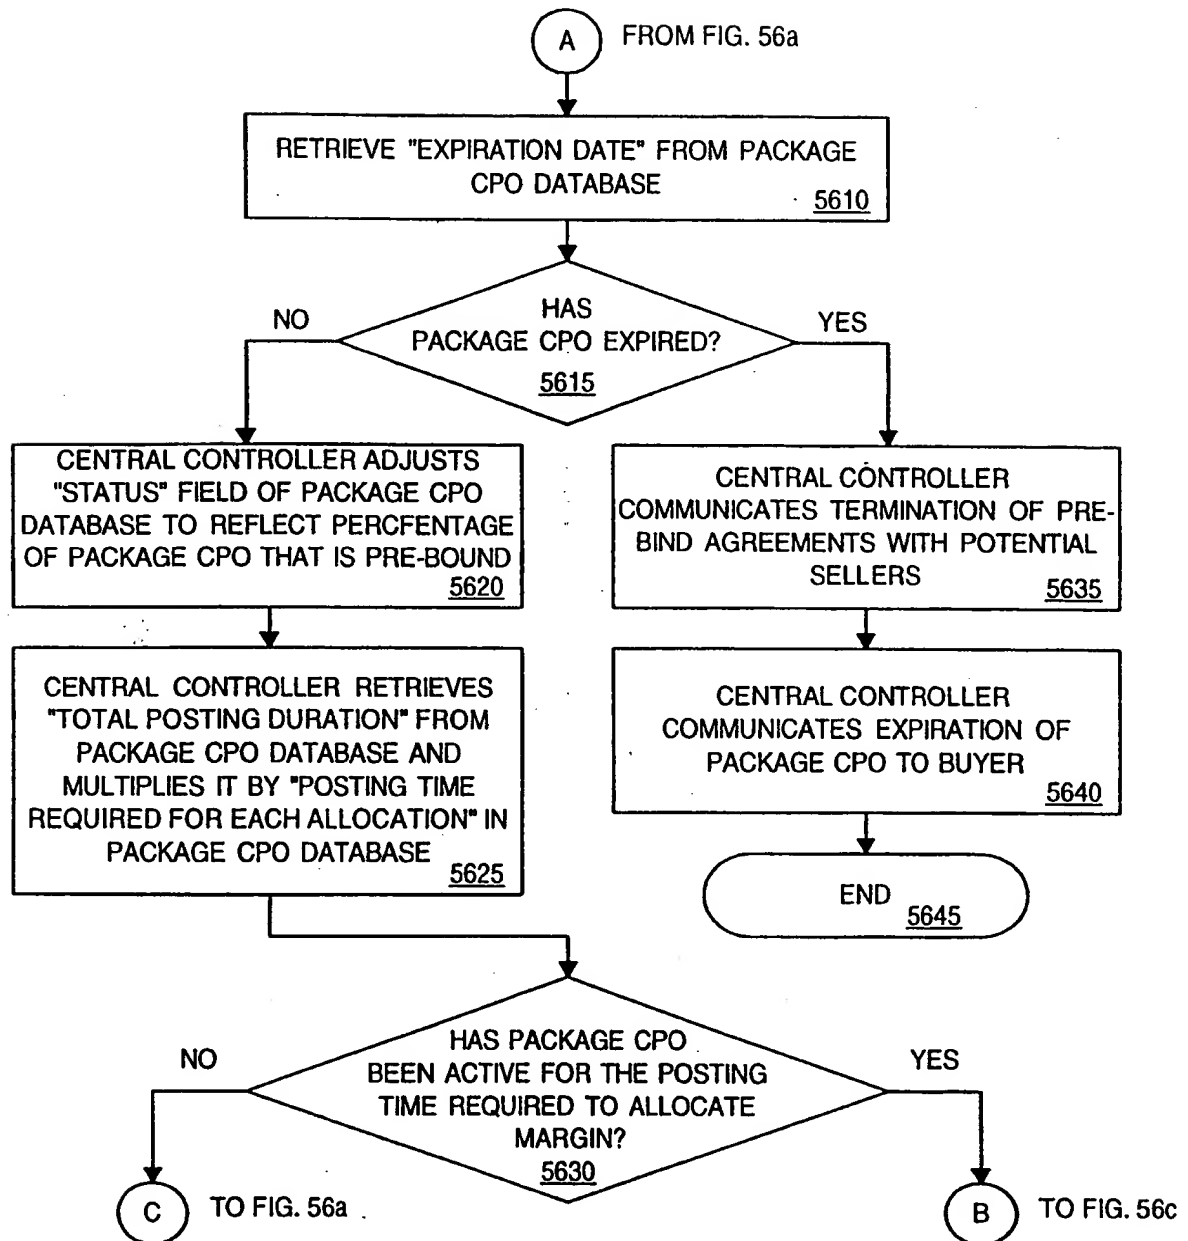 A
FROM FIG. 56a
RETRIEVE "EXPIRATION DATE" FROM PACKAGE
CPO DATABASE
5610
HAS
PACKAGE CPO EXPIRED?
5615
NO
YES
CENTRAL CONTROLLER ADJUSTS
"STATUS" FIELD OF PACKAGE CPO
DATABASE TO REFLECT PERCFENTAGE
OF PACKAGE CPO THAT IS PRE-BOUND
5620
CENTRAL CONTROLLER
COMMUNICATES TERMINATION OF PRE-
BIND AGREEMENTS WITH POTENTIAL
SELLERS
5635
CENTRAL CONTROLLER RETRIEVES
"TOTAL POSTING DURATION" FROM
PACKAGE CPO DATABASE AND
MULTIPLIES IT BY "POSTING TIME
REQUIRED FOR EACH ALLOCATION" IN
PACKAGE CPO DATABASE
5625
CENTRAL CONTROLLER
COMMUNICATES EXPIRATION OF
PACKAGE CPO TO BUYER
5640
END
5645
HAS PACKAGE CPO
BEEN ACTIVE FOR THE POSTING
TIME REQUIRED TO ALLOCATE
MARGIN?
5630
NO
YES
C
TO FIG. 56a
B
TO FIG. 56c